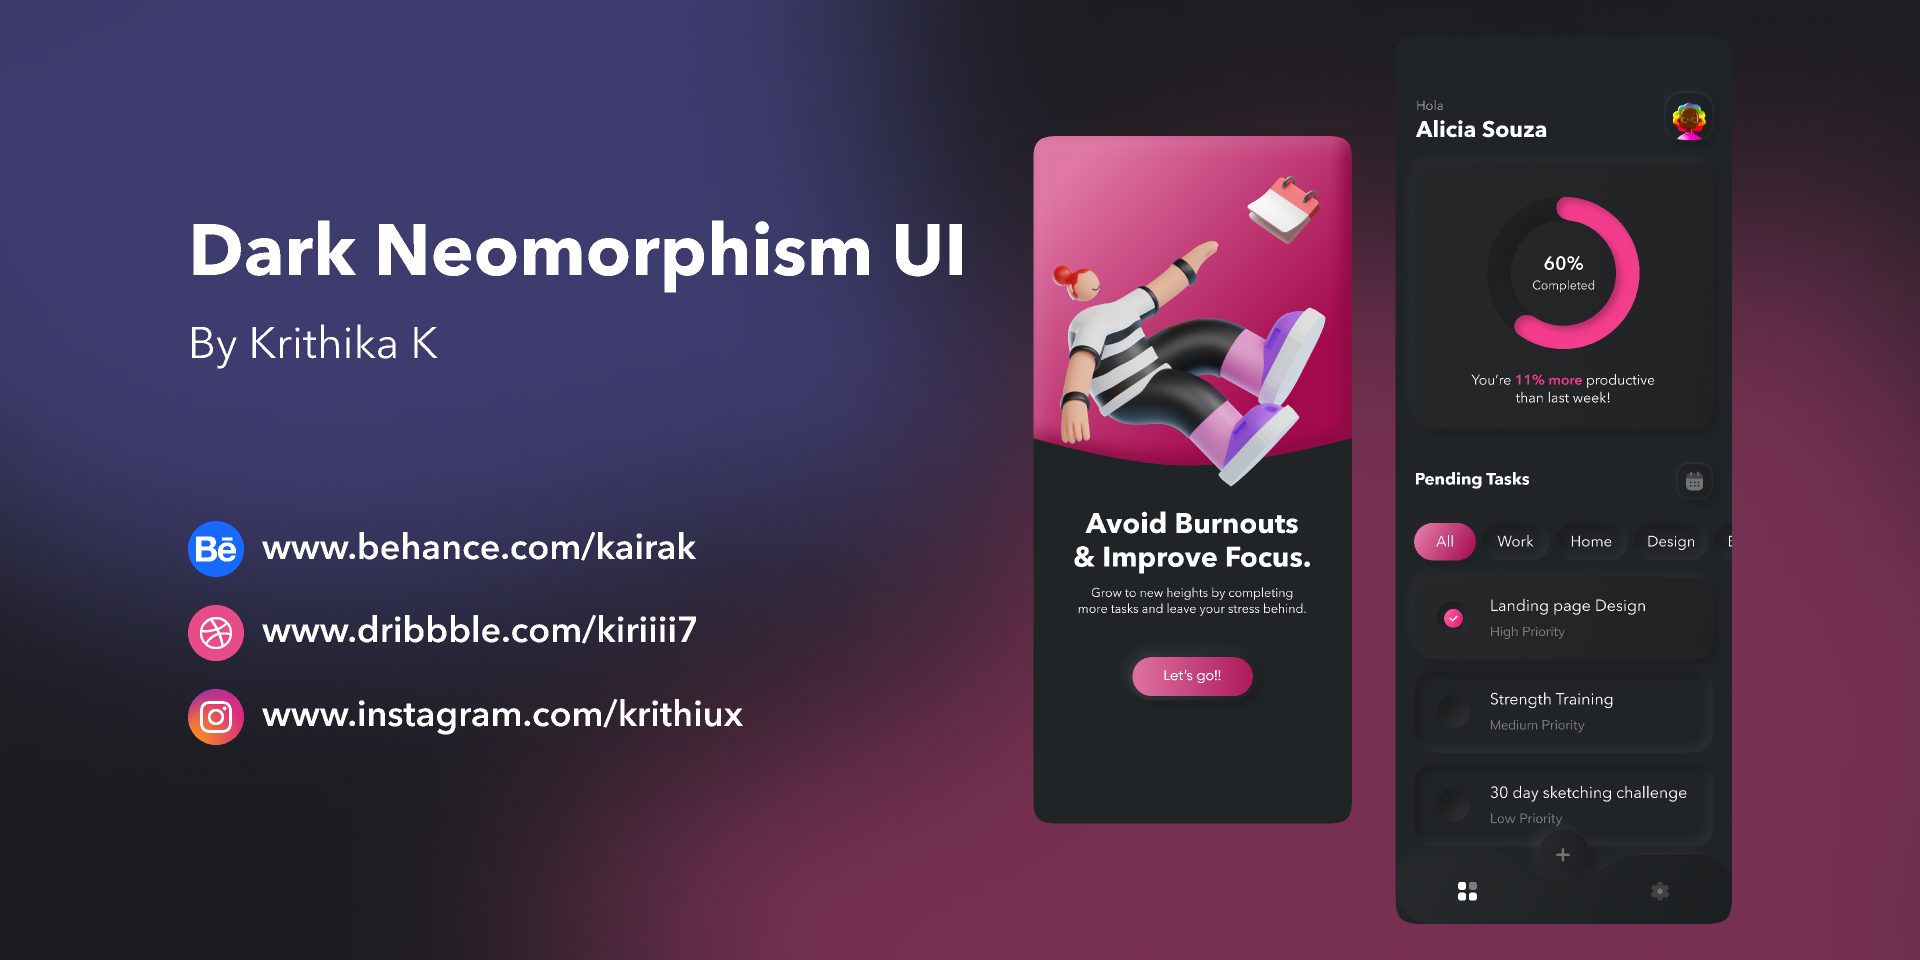 Dark Neomorphism UI
By Krithika K
Bē www.behance.com/kairak
www.dribbble.com/kiriiii7
www.instagram.com/krithiux
Avoid Burnouts
& Improve Focus.
Grow to new heights by completing
more tasks and leave your stress behind.
Let's go!!
Hola
Alicia Souza
60%
Completed
You're 11% more productive
than last week!
Pending Tasks
All Work Home Design
Landing page Design
High Priority
Strength Training
Medium Priority
30 day sketching challenge
Low Priority
+